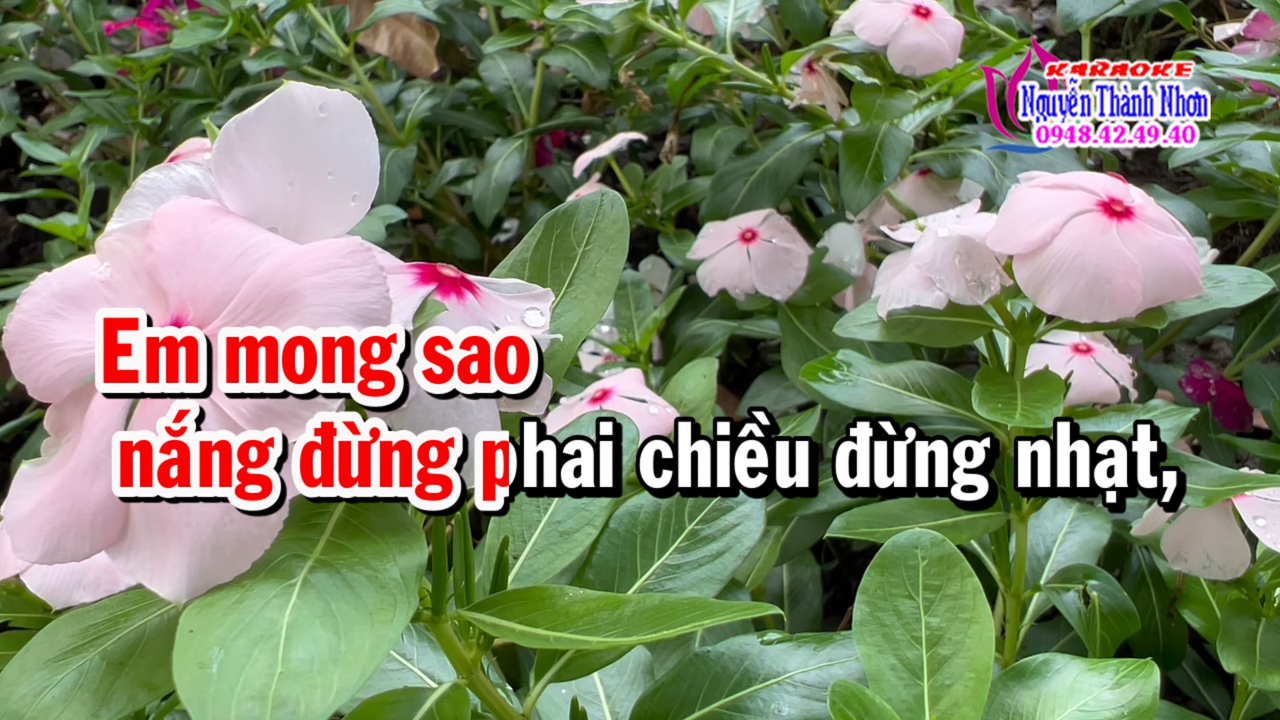 KARAOKE
Nguyễn Thành Nhơn
0948.42.49.40
Em mong sao
nắng đừng phai chiều đừng nhạt,